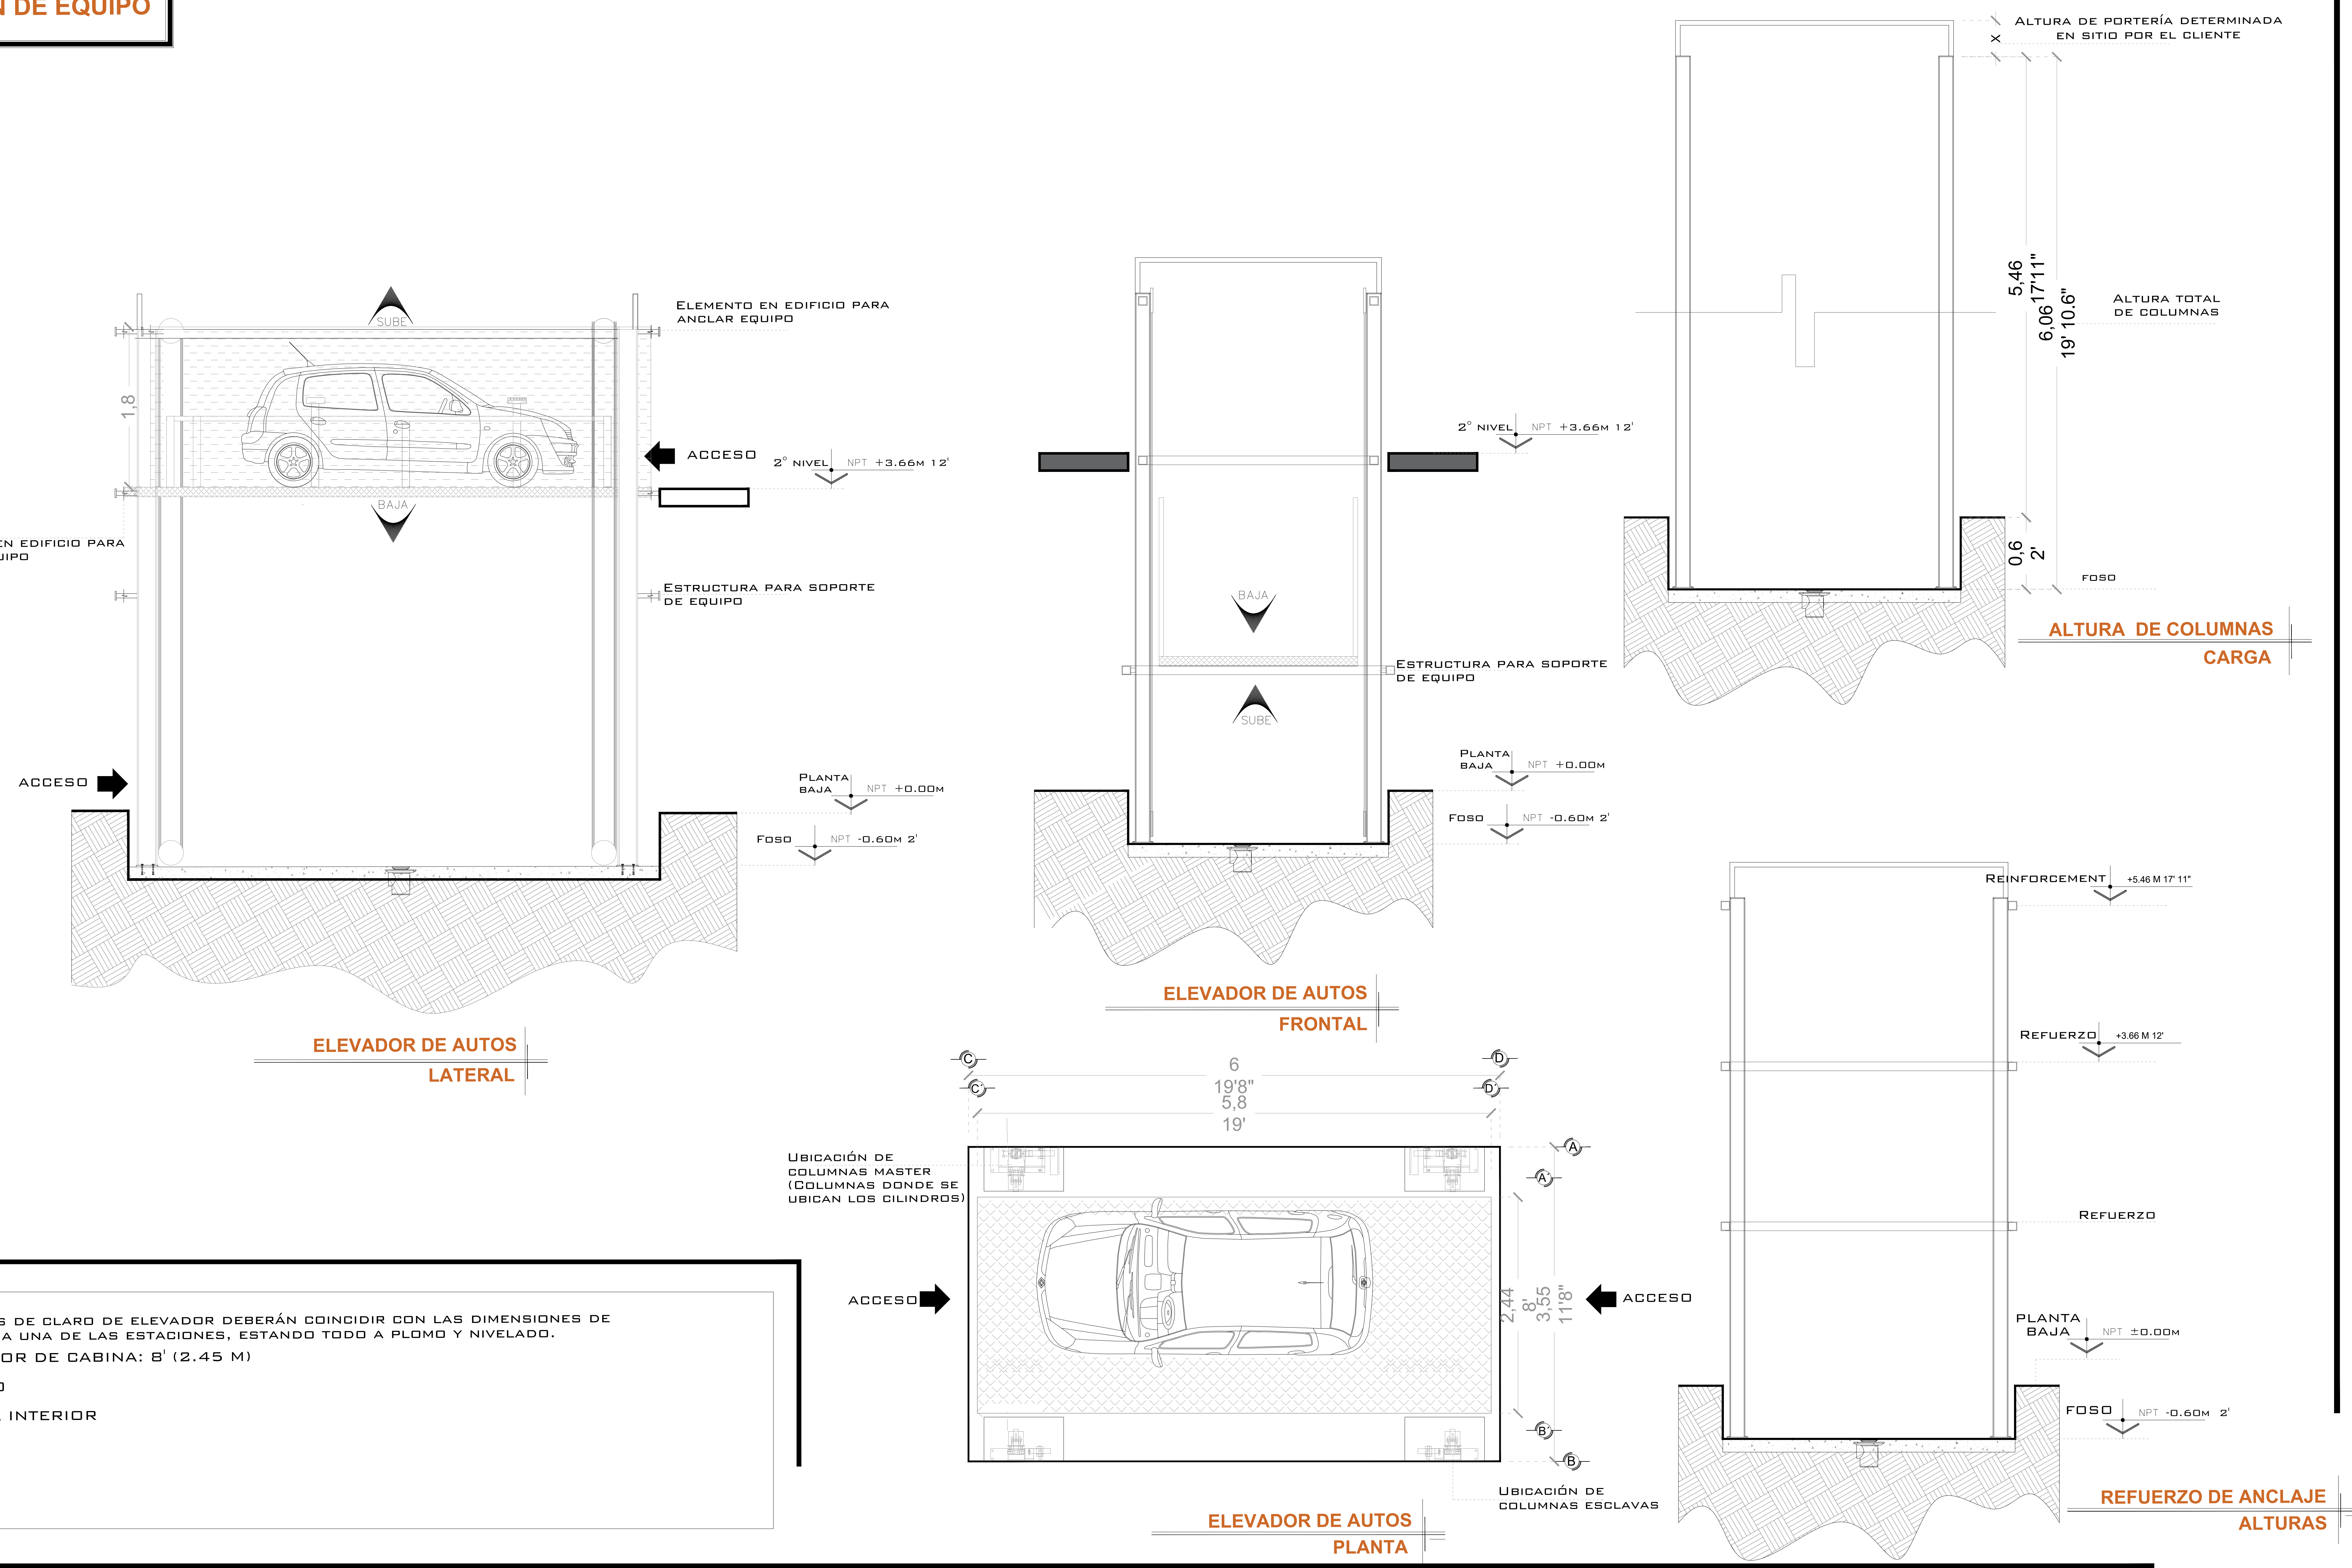 N DE EQUIPO
ALTURA DE PORTERÍA DETERMINADA
EN SITIO POR EL CLIENTE
X
5,46
17'11"
6,06
19' 10.6"
ALTURA TOTAL
DE COLUMNAS
0,6
2'
FOSO
ALTURA DE COLUMNAS
CARGA
SUBE
ELEMENTO EN EDIFICIO PARA
ANCLAR EQUIPO
1,8
ACCESO
2° NIVEL NPT +3.66M 12'
BAJA
EN EDIFICIO PARA
UIPO
ESTRUCTURA PARA SOPORTE
DE EQUIPO
ACCESO
PLANTA
BAJA NPT +0.00M
FOSO NPT -0.60M 2'
ELEVADOR DE AUTOS
LATERAL
2° NIVEL NPT +3.66M 12'
BAJA
ESTRUCTURA PARA SOPORTE
DE EQUIPO
SUBE
PLANTA
BAJA NPT +0.00M
FOSO NPT -0.60M 2'
ELEVADOR DE AUTOS
FRONTAL
C
D
6
19'8"
C'
D'
5,8
19'
A
A'
UBICACIÓN DE
COLUMNAS MASTER
(COLUMNAS DONDE SE
UBICAN LOS CILINDROS)
ACCESO
2,44
8'
3,55
11'8"
ACCESO
B'
B
UBICACIÓN DE
COLUMNAS ESCLAVAS
ELEVADOR DE AUTOS
PLANTA
REINFORCEMENT +5.46 M 17' 11"
REFUERZO +3.66 M 12'
REFUERZO
PLANTA
BAJA NPT ±0.00M
FOSO NPT -0.60M 2'
REFUERZO DE ANCLAJE
ALTURAS
S DE CLARO DE ELEVADOR DEBERÁN COINCIDIR CON LAS DIMENSIONES DE
A UNA DE LAS ESTACIONES, ESTANDO TODO A PLOMO Y NIVELADO.
OR DE CABINA: 8' (2.45 M)
O
INTERIOR